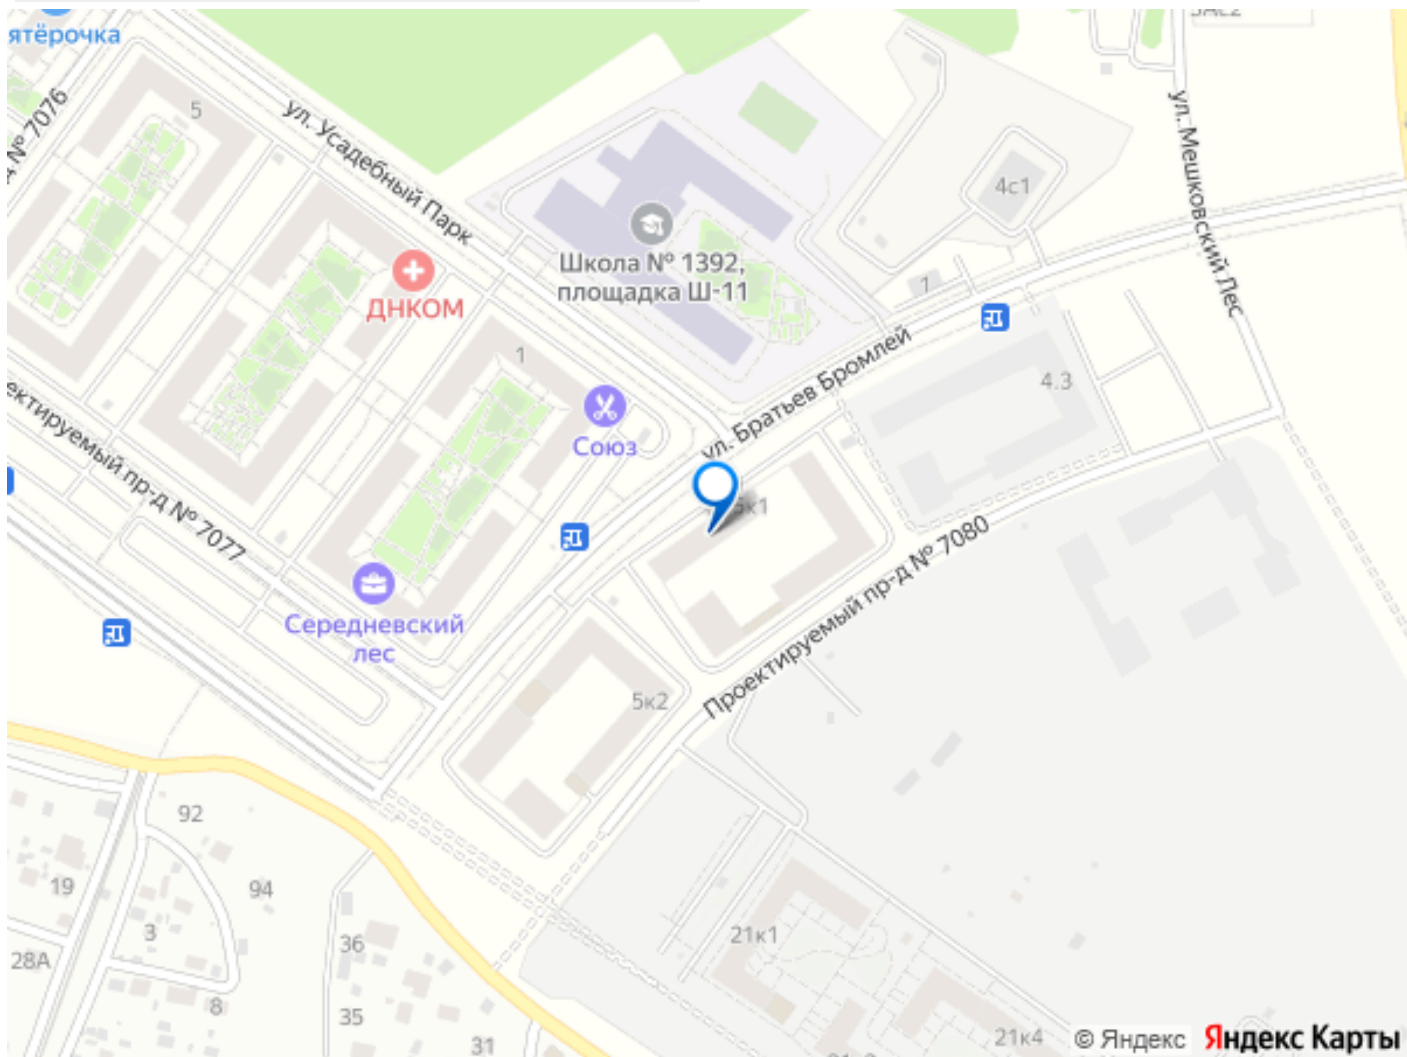 ятёрочка
5
ул. Усадебный Парк
№ 7076
ул. Мешковский Лес
4с1
Школа № 1392,
площадка Ш-11
ДНКОМ
7
1
4.3
ул. Братьев Бромлей
Союз
ектируемый пр-д № 7077
5к1
Проектируемый пр-д № 7080
Середневский
лес
5к2
92
94
19
3
28А
36
21к1
8
35
31
21к4
© Яндекс
Яндекс Карты